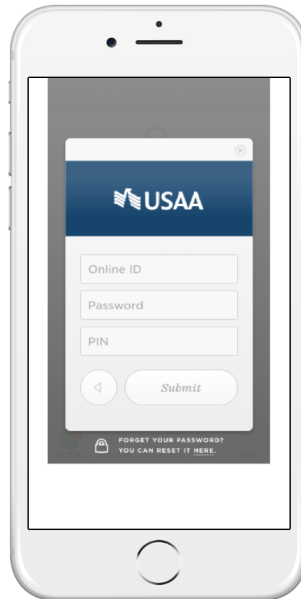 USAA
Online ID
Password
PIN
Submit
FORGET YOUR PASSWORD?
YOU CAN RESET IT HERE.